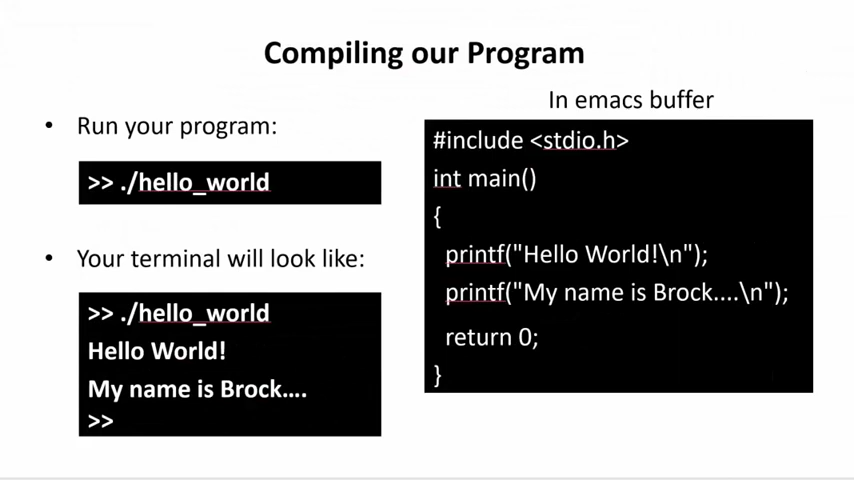 Compiling our Program
• Run your program:
>> ./hello_world
• Your terminal will look like:
>> ./hello_world
Hello World!
My name is Brock....
>>
In emacs buffer
#include <stdio.h>
int main()
{
printf("Hello World!\n");
printf("My name is Brock....\n");
return 0;
}